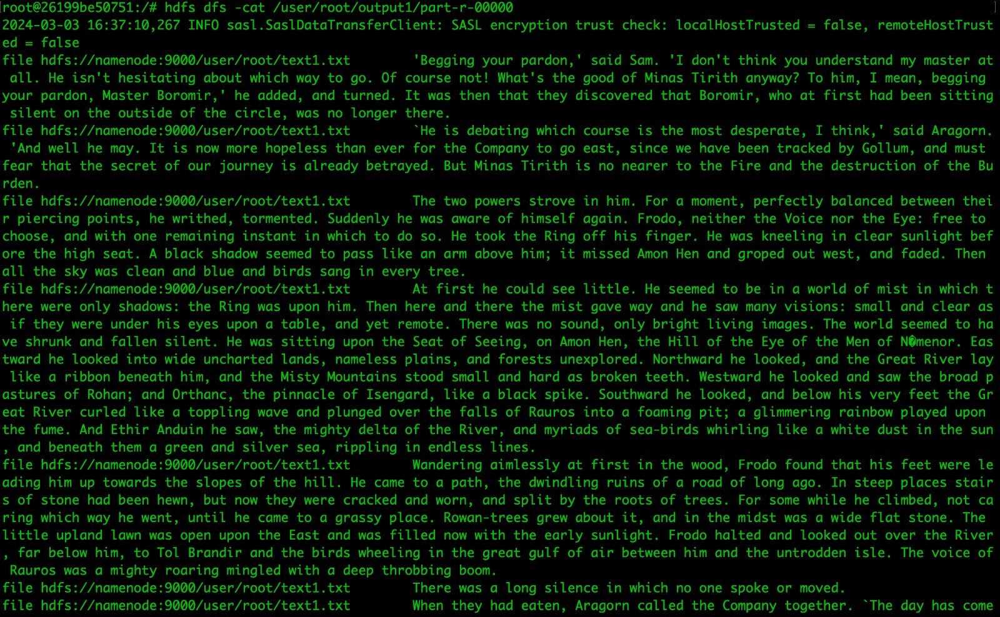 root@26199be50751:/# hdfs dfs -cat /user/root/output1/part-r-00000
2024-03-03 16:37:10,267 INFO sasl.SaslDataTransferClient: SASL encryption trust check: localHostTrusted = false, remoteHostTrust
ed = false
file hdfs://namenode:9000/user/root/text1.txt        'Begging your pardon,' said Sam. 'I don't think you understand my master at
 all. He isn't hesitating about which way to go. Of course not! What's the good of Minas Tirith anyway? To him, I mean, begging
your pardon, Master Boromir,' he added, and turned. It was then that they discovered that Boromir, who at first had been sitting
 silent on the outside of the circle, was no longer there.
file hdfs://namenode:9000/user/root/text1.txt        `He is debating which course is the most desperate, I think,' said Aragorn.
 'And well he may. It is now more hopeless than ever for the Company to go east, since we have been tracked by Gollum, and must
fear that the secret of our journey is already betrayed. But Minas Tirith is no nearer to the Fire and the destruction of the Bu
rden.
file hdfs://namenode:9000/user/root/text1.txt        The two powers strove in him. For a moment, perfectly balanced between thei
r piercing points, he writhed, tormented. Suddenly he was aware of himself again. Frodo, neither the Voice nor the Eye: free to
choose, and with one remaining instant in which to do so. He took the Ring off his finger. He was kneeling in clear sunlight bef
ore the high seat. A black shadow seemed to pass like an arm above him; it missed Amon Hen and groped out west, and faded. Then
all the sky was clean and blue and birds sang in every tree.
file hdfs://namenode:9000/user/root/text1.txt        At first he could see little. He seemed to be in a world of mist in which t
here were only shadows: the Ring was upon him. Then here and there the mist gave way and he saw many visions: small and clear as
 if they were under his eyes upon a table, and yet remote. There was no sound, only bright living images. The world seemed to ha
ve shrunk and fallen silent. He was sitting upon the Seat of Seeing, on Amon Hen, the Hill of the Eye of the Men of N�menor. Eas
tward he looked into wide uncharted lands, nameless plains, and forests unexplored. Northward he looked, and the Great River lay
 like a ribbon beneath him, and the Misty Mountains stood small and hard as broken teeth. Westward he looked and saw the broad p
astures of Rohan; and Orthanc, the pinnacle of Isengard, like a black spike. Southward he looked, and below his very feet the Gr
eat River curled like a toppling wave and plunged over the falls of Rauros into a foaming pit; a glimmering rainbow played upon
the fume. And Ethir Anduin he saw, the mighty delta of the River, and myriads of sea-birds whirling like a white dust in the sun
, and beneath them a green and silver sea, rippling in endless lines.
file hdfs://namenode:9000/user/root/text1.txt        Wandering aimlessly at first in the wood, Frodo found that his feet were le
ading him up towards the slopes of the hill. He came to a path, the dwindling ruins of a road of long ago. In steep places stair
s of stone had been hewn, but now they were cracked and worn, and split by the roots of trees. For some while he climbed, not ca
ring which way he went, until he came to a grassy place. Rowan-trees grew about it, and in the midst was a wide flat stone. The
little upland lawn was open upon the East and was filled now with the early sunlight. Frodo halted and looked out over the River
, far below him, to Tol Brandir and the birds wheeling in the great gulf of air between him and the untrodden isle. The voice of
 Rauros was a mighty roaring mingled with a deep throbbing boom.
file hdfs://namenode:9000/user/root/text1.txt        There was a long silence in which no one spoke or moved.
file hdfs://namenode:9000/user/root/text1.txt        When they had eaten, Aragorn called the Company together. `The day has come